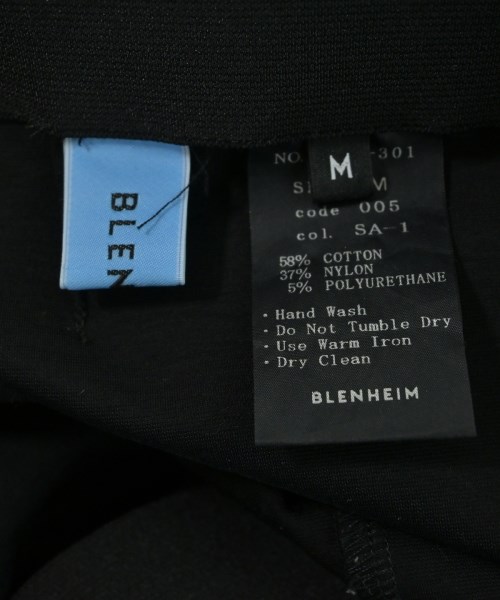 BLEN
M
NO. -301
M
code 005
col. SA-1
58% COTTON
37% NYLON
5% POLYURETHANE
· Hand Wash
· Do Not Tumble Dry
· Use Warm Iron
· Dry Clean
BLENHEIM